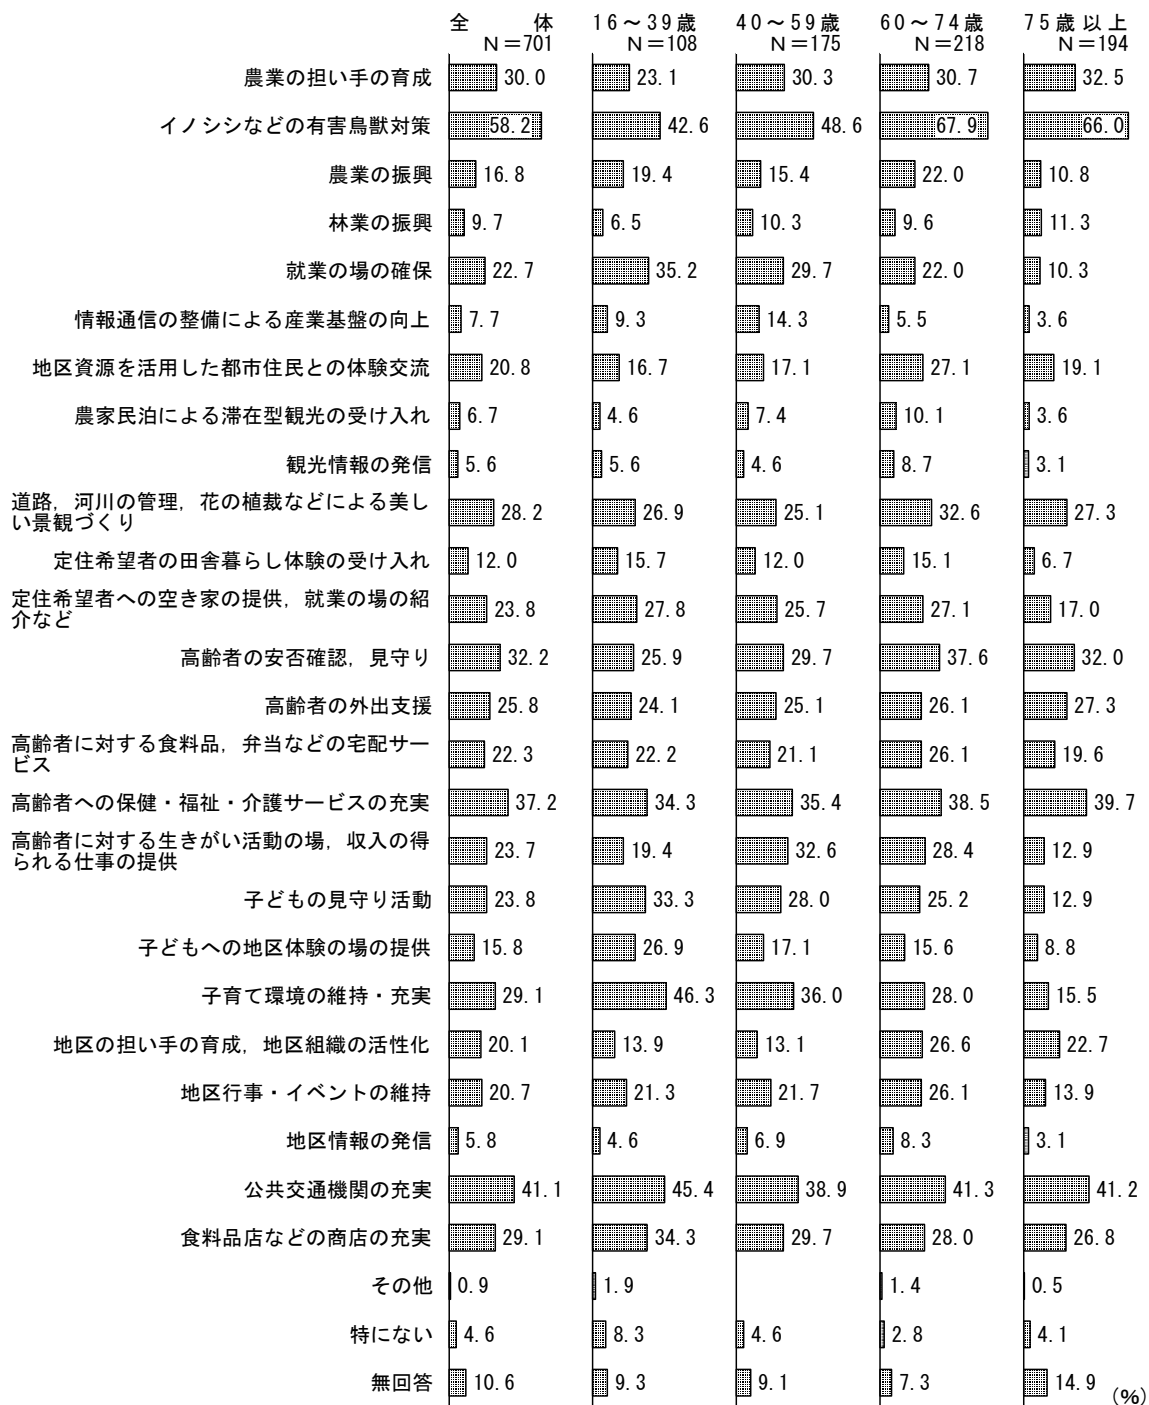 全　　体　16～39歳　40～59歳　60～74歳　75歳以上
Ｎ＝701　Ｎ＝108　Ｎ＝175　Ｎ＝218　Ｎ＝194
農業の担い手の育成　30.0　23.1　30.3　30.7　32.5
イノシシなどの有害鳥獣対策　58.2　42.6　48.6　67.9　66.0
農業の振興　16.8　19.4　15.4　22.0　10.8
林業の振興　9.7　6.5　10.3　9.6　11.3
就業の場の確保　22.7　35.2　29.7　22.0　10.3
情報通信の整備による産業基盤の向上　7.7　9.3　14.3　5.5　3.6
地区資源を活用した都市住民との体験交流　20.8　16.7　17.1　27.1　19.1
農家民泊による滞在型観光の受け入れ　6.7　4.6　7.4　10.1　3.6
観光情報の発信　5.6　5.6　4.6　8.7　3.1
道路，河川の管理，花の植栽などによる美し
い景観づくり　28.2　26.9　25.1　32.6　27.3
定住希望者の田舎暮らし体験の受け入れ　12.0　15.7　12.0　15.1　6.7
定住希望者への空き家の提供，就業の場の紹
介など　23.8　27.8　25.7　27.1　17.0
高齢者の安否確認，見守り　32.2　25.9　29.7　37.6　32.0
高齢者の外出支援　25.8　24.1　25.1　26.1　27.3
高齢者に対する食料品，弁当などの宅配サー
ビス　22.3　22.2　21.1　26.1　19.6
高齢者への保健・福祉・介護サービスの充実　37.2　34.3　35.4　38.5　39.7
高齢者に対する生きがい活動の場，収入の得
られる仕事の提供　23.7　19.4　32.6　28.4　12.9
子どもの見守り活動　23.8　33.3　28.0　25.2　12.9
子どもへの地区体験の場の提供　15.8　26.9　17.1　15.6　8.8
子育て環境の維持・充実　29.1　46.3　36.0　28.0　15.5
地区の担い手の育成，地区組織の活性化　20.1　13.9　13.1　26.6　22.7
地区行事・イベントの維持　20.7　21.3　21.7　26.1　13.9
地区情報の発信　5.8　4.6　6.9　8.3　3.1
公共交通機関の充実　41.1　45.4　38.9　41.3　41.2
食料品店などの商店の充実　29.1　34.3　29.7　28.0　26.8
その他　0.9　1.9　1.4　0.5
特にない　4.6　8.3　4.6　2.8　4.1
無回答　10.6　9.3　9.1　7.3　14.9
(%)